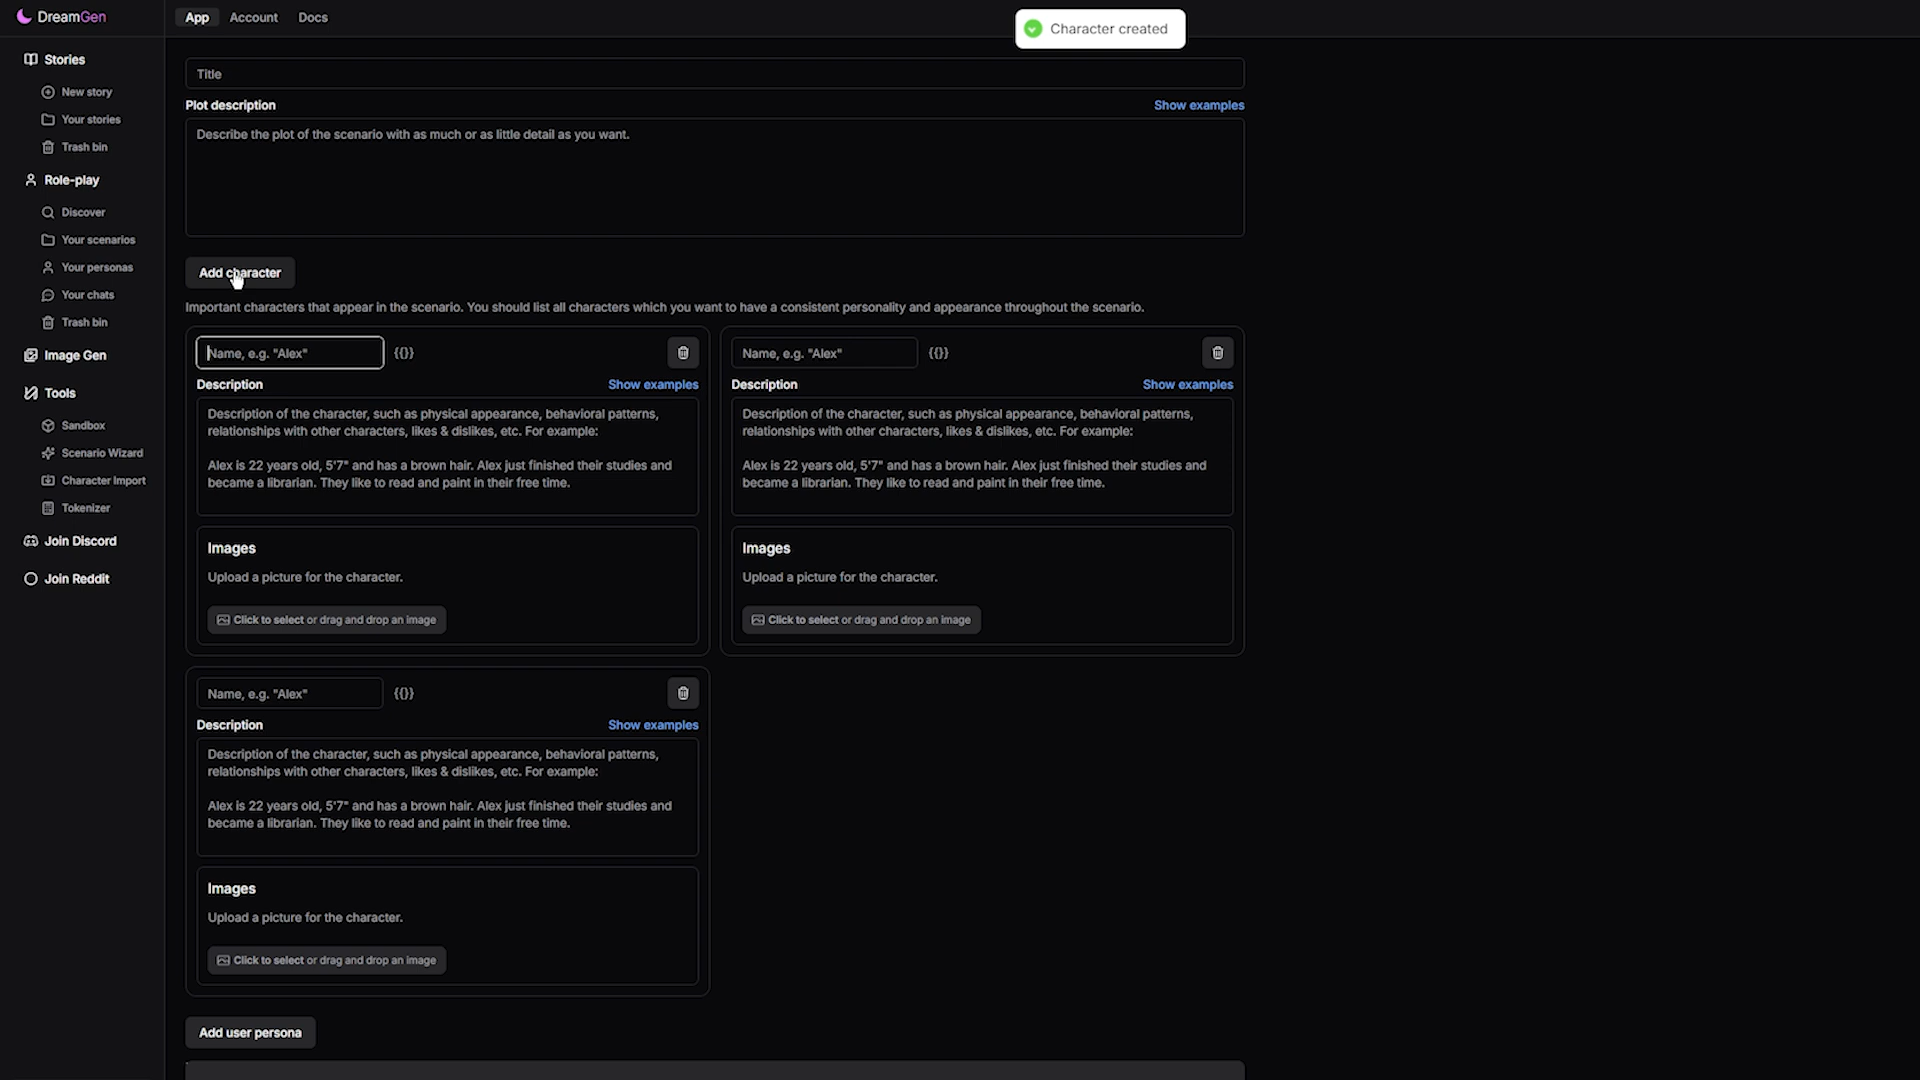 DreamGen
App
Account
Docs
Character created
Stories
New story
Your stories
Trash bin
Role-play
Discover
Your scenarios
Your personas
Your chats
Trash bin
Image Gen
Tools
Sandbox
Scenario Wizard
Character Import
Tokenizer
Join Discord
Join Reddit
Title
Plot description
Show examples
Describe the plot of the scenario with as much or as little detail as you want.
Add character
Important characters that appear in the scenario. You should list all characters which you want to have a consistent personality and appearance throughout the scenario.
Name, e.g. "Alex"
{{}}
Description
Show examples
Description of the character, such as physical appearance, behavioral patterns,
relationships with other characters, likes & dislikes, etc. For example:
Alex is 22 years old, 5'7" and has a brown hair. Alex just finished their studies and
became a librarian. They like to read and paint in their free time.
Images
Upload a picture for the character.
Click to select or drag and drop an image
Name, e.g. "Alex"
{{}}
Description
Show examples
Description of the character, such as physical appearance, behavioral patterns,
relationships with other characters, likes & dislikes, etc. For example:
Alex is 22 years old, 5'7" and has a brown hair. Alex just finished their studies and
became a librarian. They like to read and paint in their free time.
Images
Upload a picture for the character.
Click to select or drag and drop an image
Name, e.g. "Alex"
{{}}
Description
Show examples
Description of the character, such as physical appearance, behavioral patterns,
relationships with other characters, likes & dislikes, etc. For example:
Alex is 22 years old, 5'7" and has a brown hair. Alex just finished their studies and
became a librarian. They like to read and paint in their free time.
Images
Upload a picture for the character.
Click to select or drag and drop an image
Add user persona